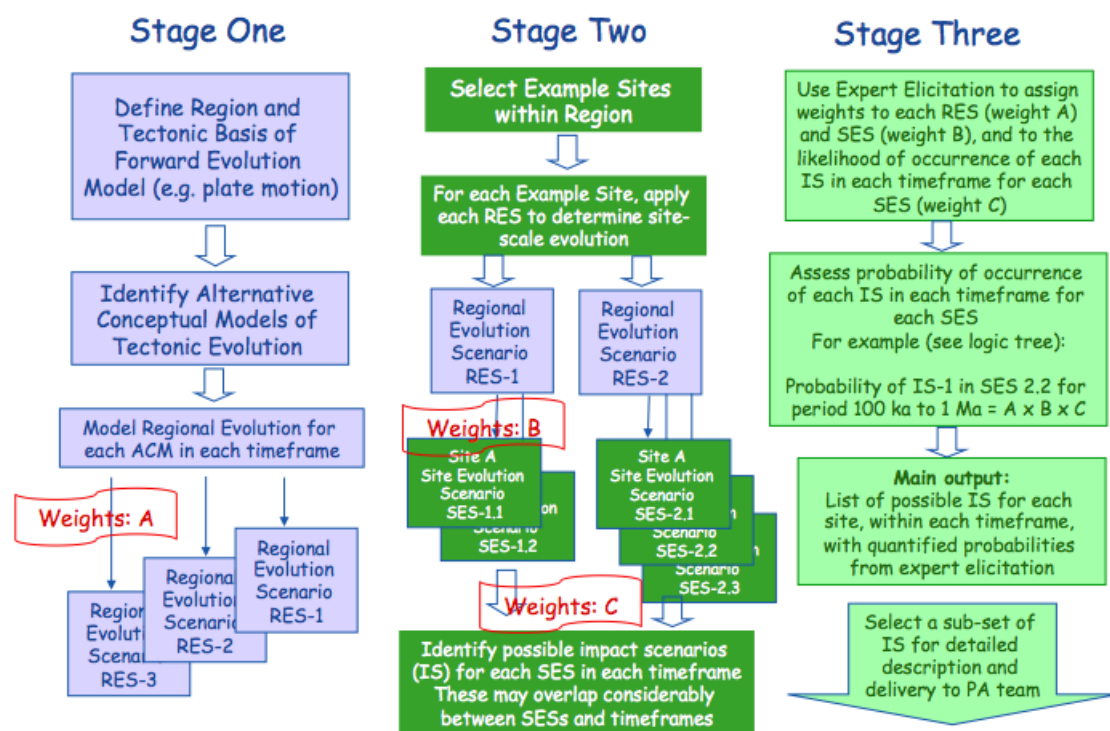 Stage One
Define Region and
Tectonic Basis of
Forward Evolution
Model (e.g. plate motion)
Identify Alternative
Conceptual Models of
Tectonic Evolution
Model Regional Evolution for
each ACM in each timeframe
Weights: A
Regional
Evolution
Scenario
RES-1
Regional
Evolution
Scenario
RES-2
Evolu
Scenar
RES-3
Stage Two
Select Example Sites
within Region
For each Example Site, apply
each RES to determine site-
scale evolution
Regional
Evolution
Scenario
RES-1
Regional
Evolution
Scenario
RES-2
Weights: B
Site A
Site Evolution
Scenario
SES-1.1
SES-1.2
Site A
Site Evolution
Scenario
SES-2.1
Scenario
SES-2.2
Scenario
SES-2.3
Weights: C
Identify possible impact scenarios
(IS) for each SES in each timeframe
These may overlap considerably
between SESs and timeframes
Stage Three
Use Expert Elicitation to assign
weights to each RES (weight A)
and SES (weight B), and to the
likelihood of occurrence of each
IS in each timeframe for each
SES (weight C)
Assess probability of occurrence
of each IS in each timeframe for
each SES
For example (see logic tree):
Probability of IS-1 in SES 2.2 for
period 100 ka to 1 Ma = A x B x C
Main output:
List of possible IS for each
site, within each timeframe,
with quantified probabilities
from expert elicitation
Select a sub-set of
IS for detailed
description and
delivery to PA team